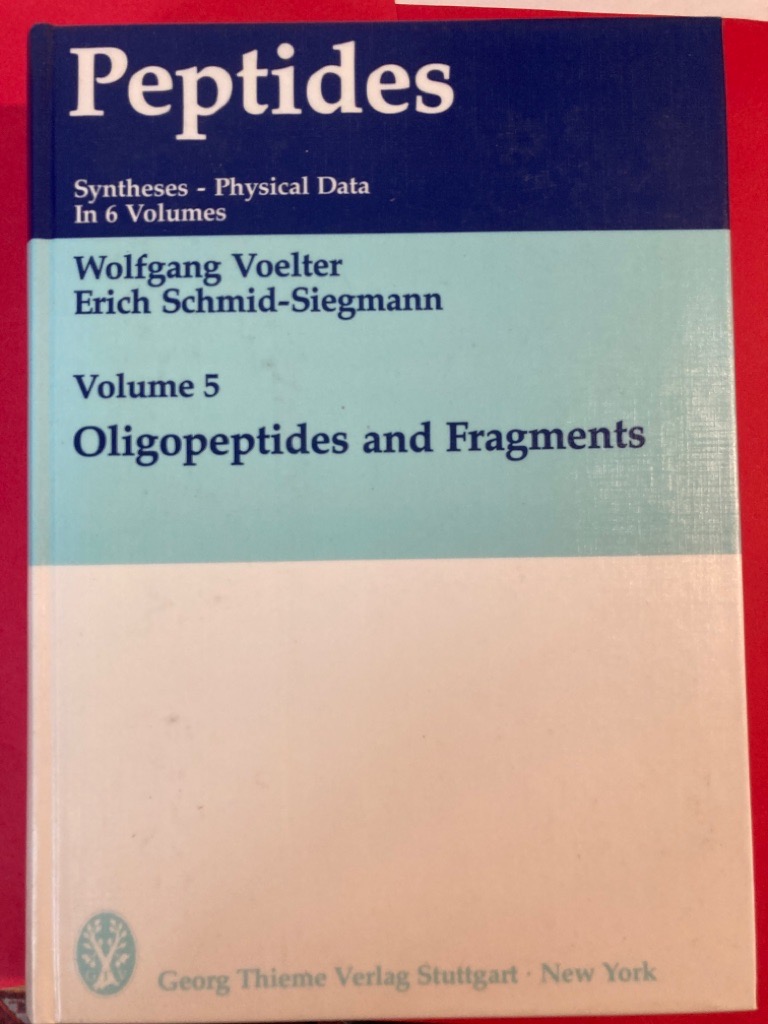 Peptides
Syntheses - Physical Data
In 6 Volumes
Wolfgang Voelter
Erich Schmid-Siegmann
Volume 5
Oligopeptides and Fragments
Georg Thieme Verlag Stuttgart · New York